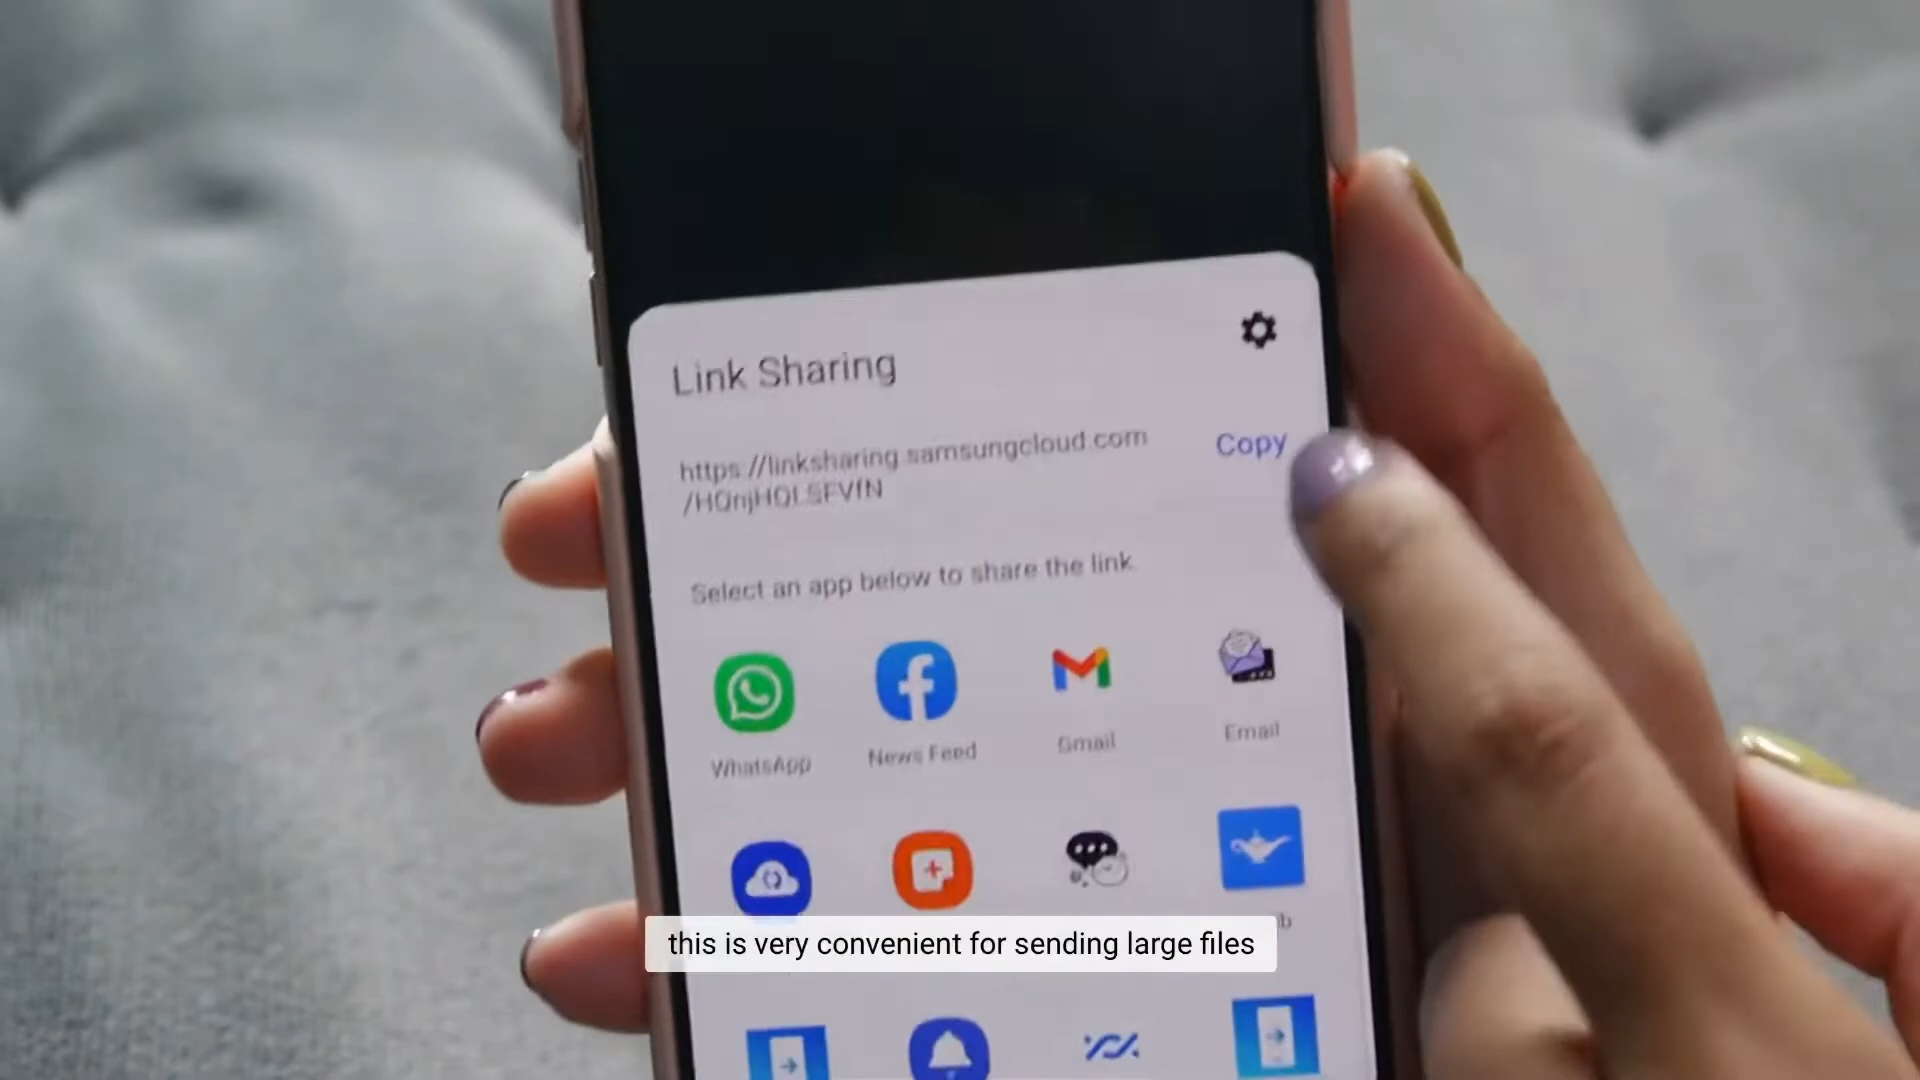 Link Sharing
https://linksharing.samsungcloud.com
Copy
Select an app below to share the link.
WhatsApp
News Feed
Gmail
Email
this is very convenient for sending large files